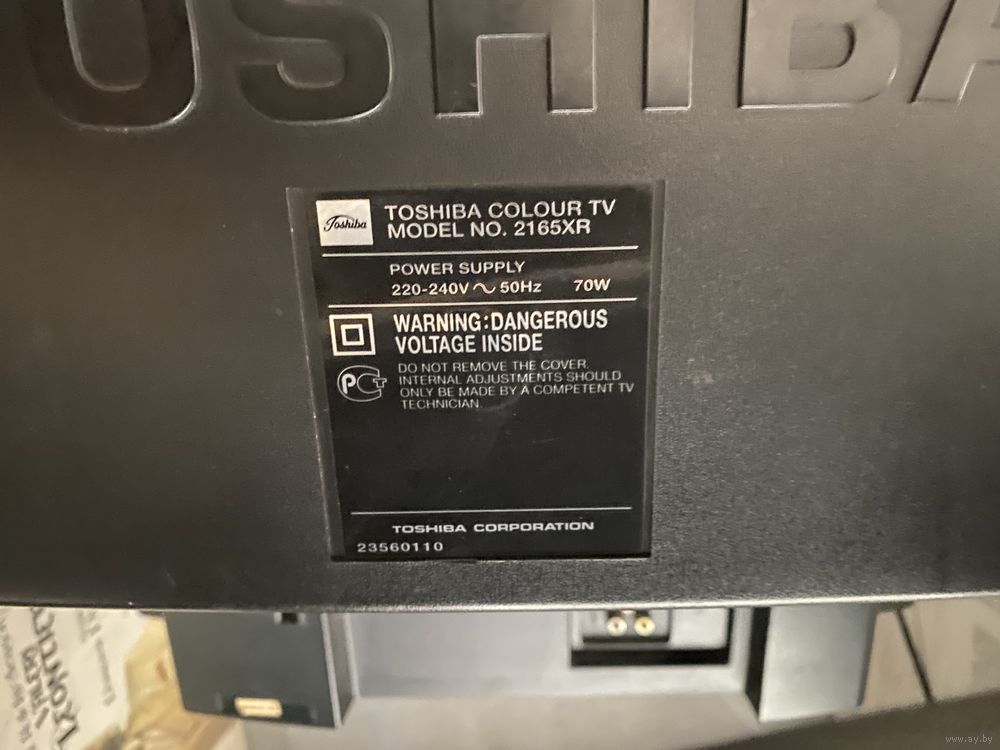 OSHIBA
Toshiba
TOSHIBA COLOUR TV
MODEL NO. 2165XR
POWER SUPPLY
220-240V ~ 50Hz 70W
WARNING:DANGEROUS
VOLTAGE INSIDE
DO NOT REMOVE THE COVER.
INTERNAL ADJUSTMENTS SHOULD
ONLY BE MADE BY A COMPETENT TV
TECHNICIAN.
TOSHIBA CORPORATION
23560110
www.ay.by